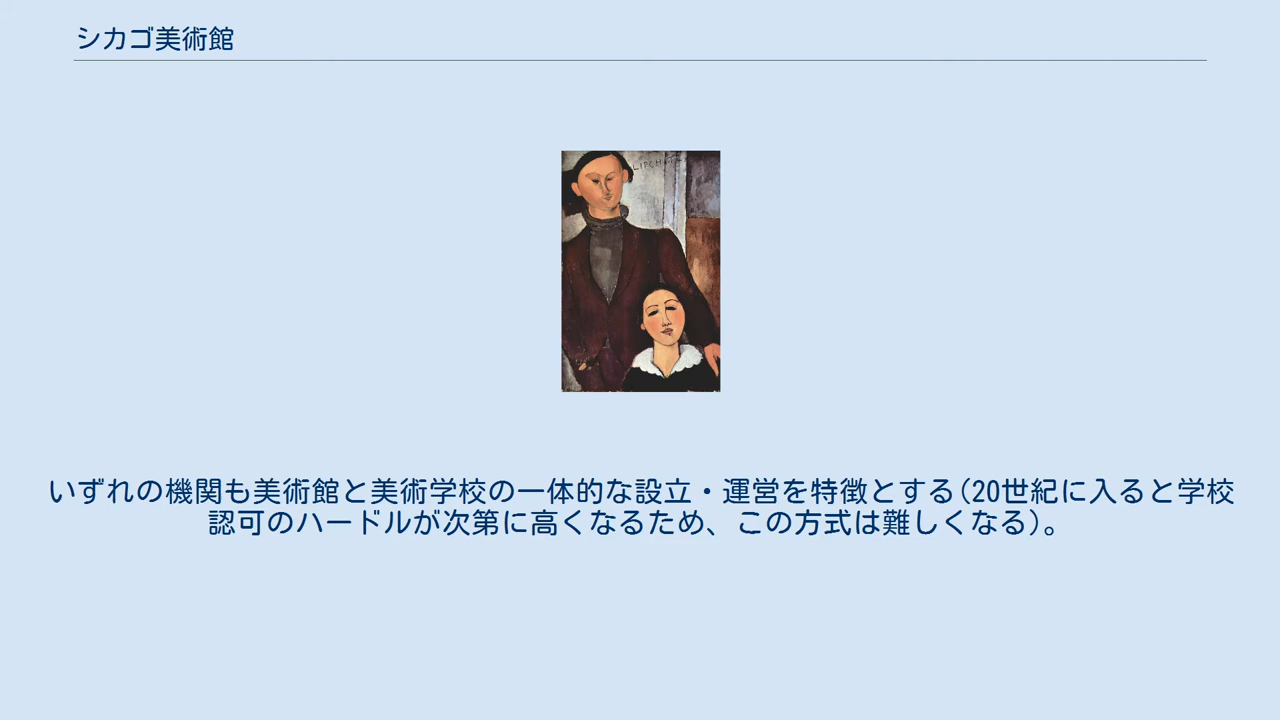 シカゴ美術館
LIPCHITZ
いずれの機関も美術館と美術学校の一体的な設立・運営を特徴とする(20世紀に入ると学校
認可のハードルが次第に高くなるため、この方式は難しくなる)。